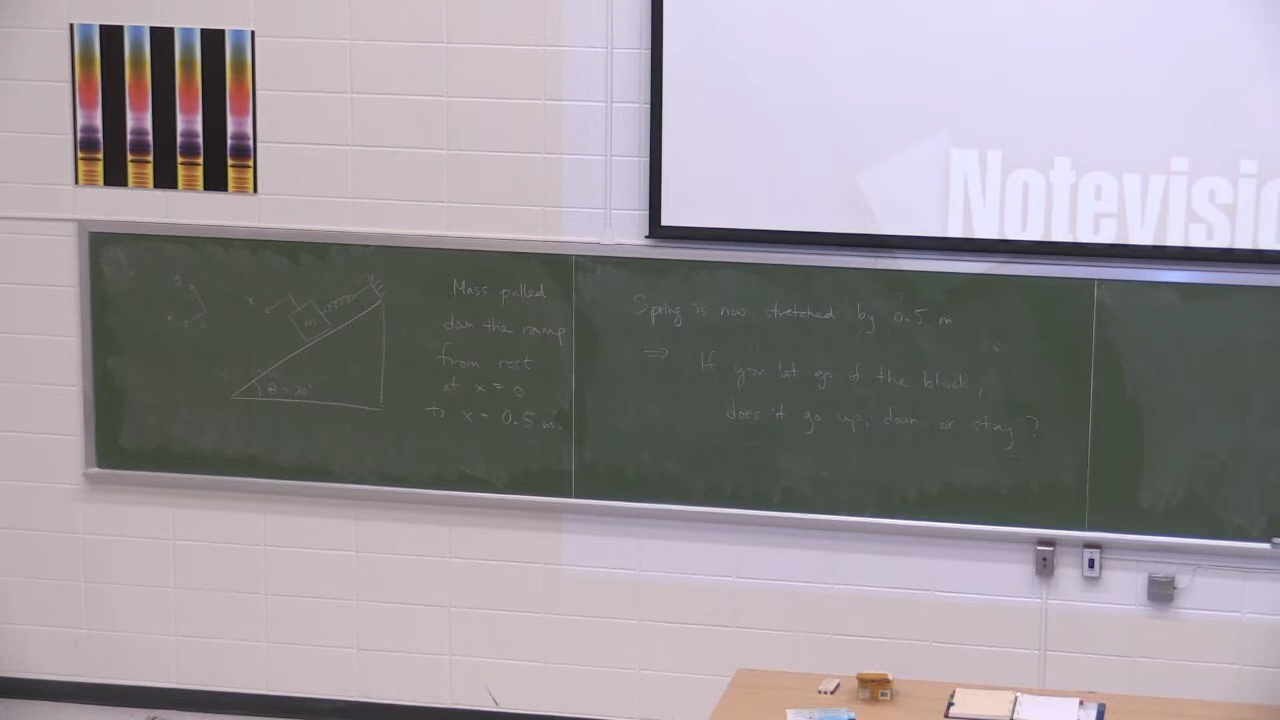 x
m
θ = 20°
Mass pulled
down the ramp
from rest
at x = 0
to x = 0.5 m.
Spring is now stretched by 0.5 m
⇒ If you let go of the block,
does it go up, down or stay?
Notevisio